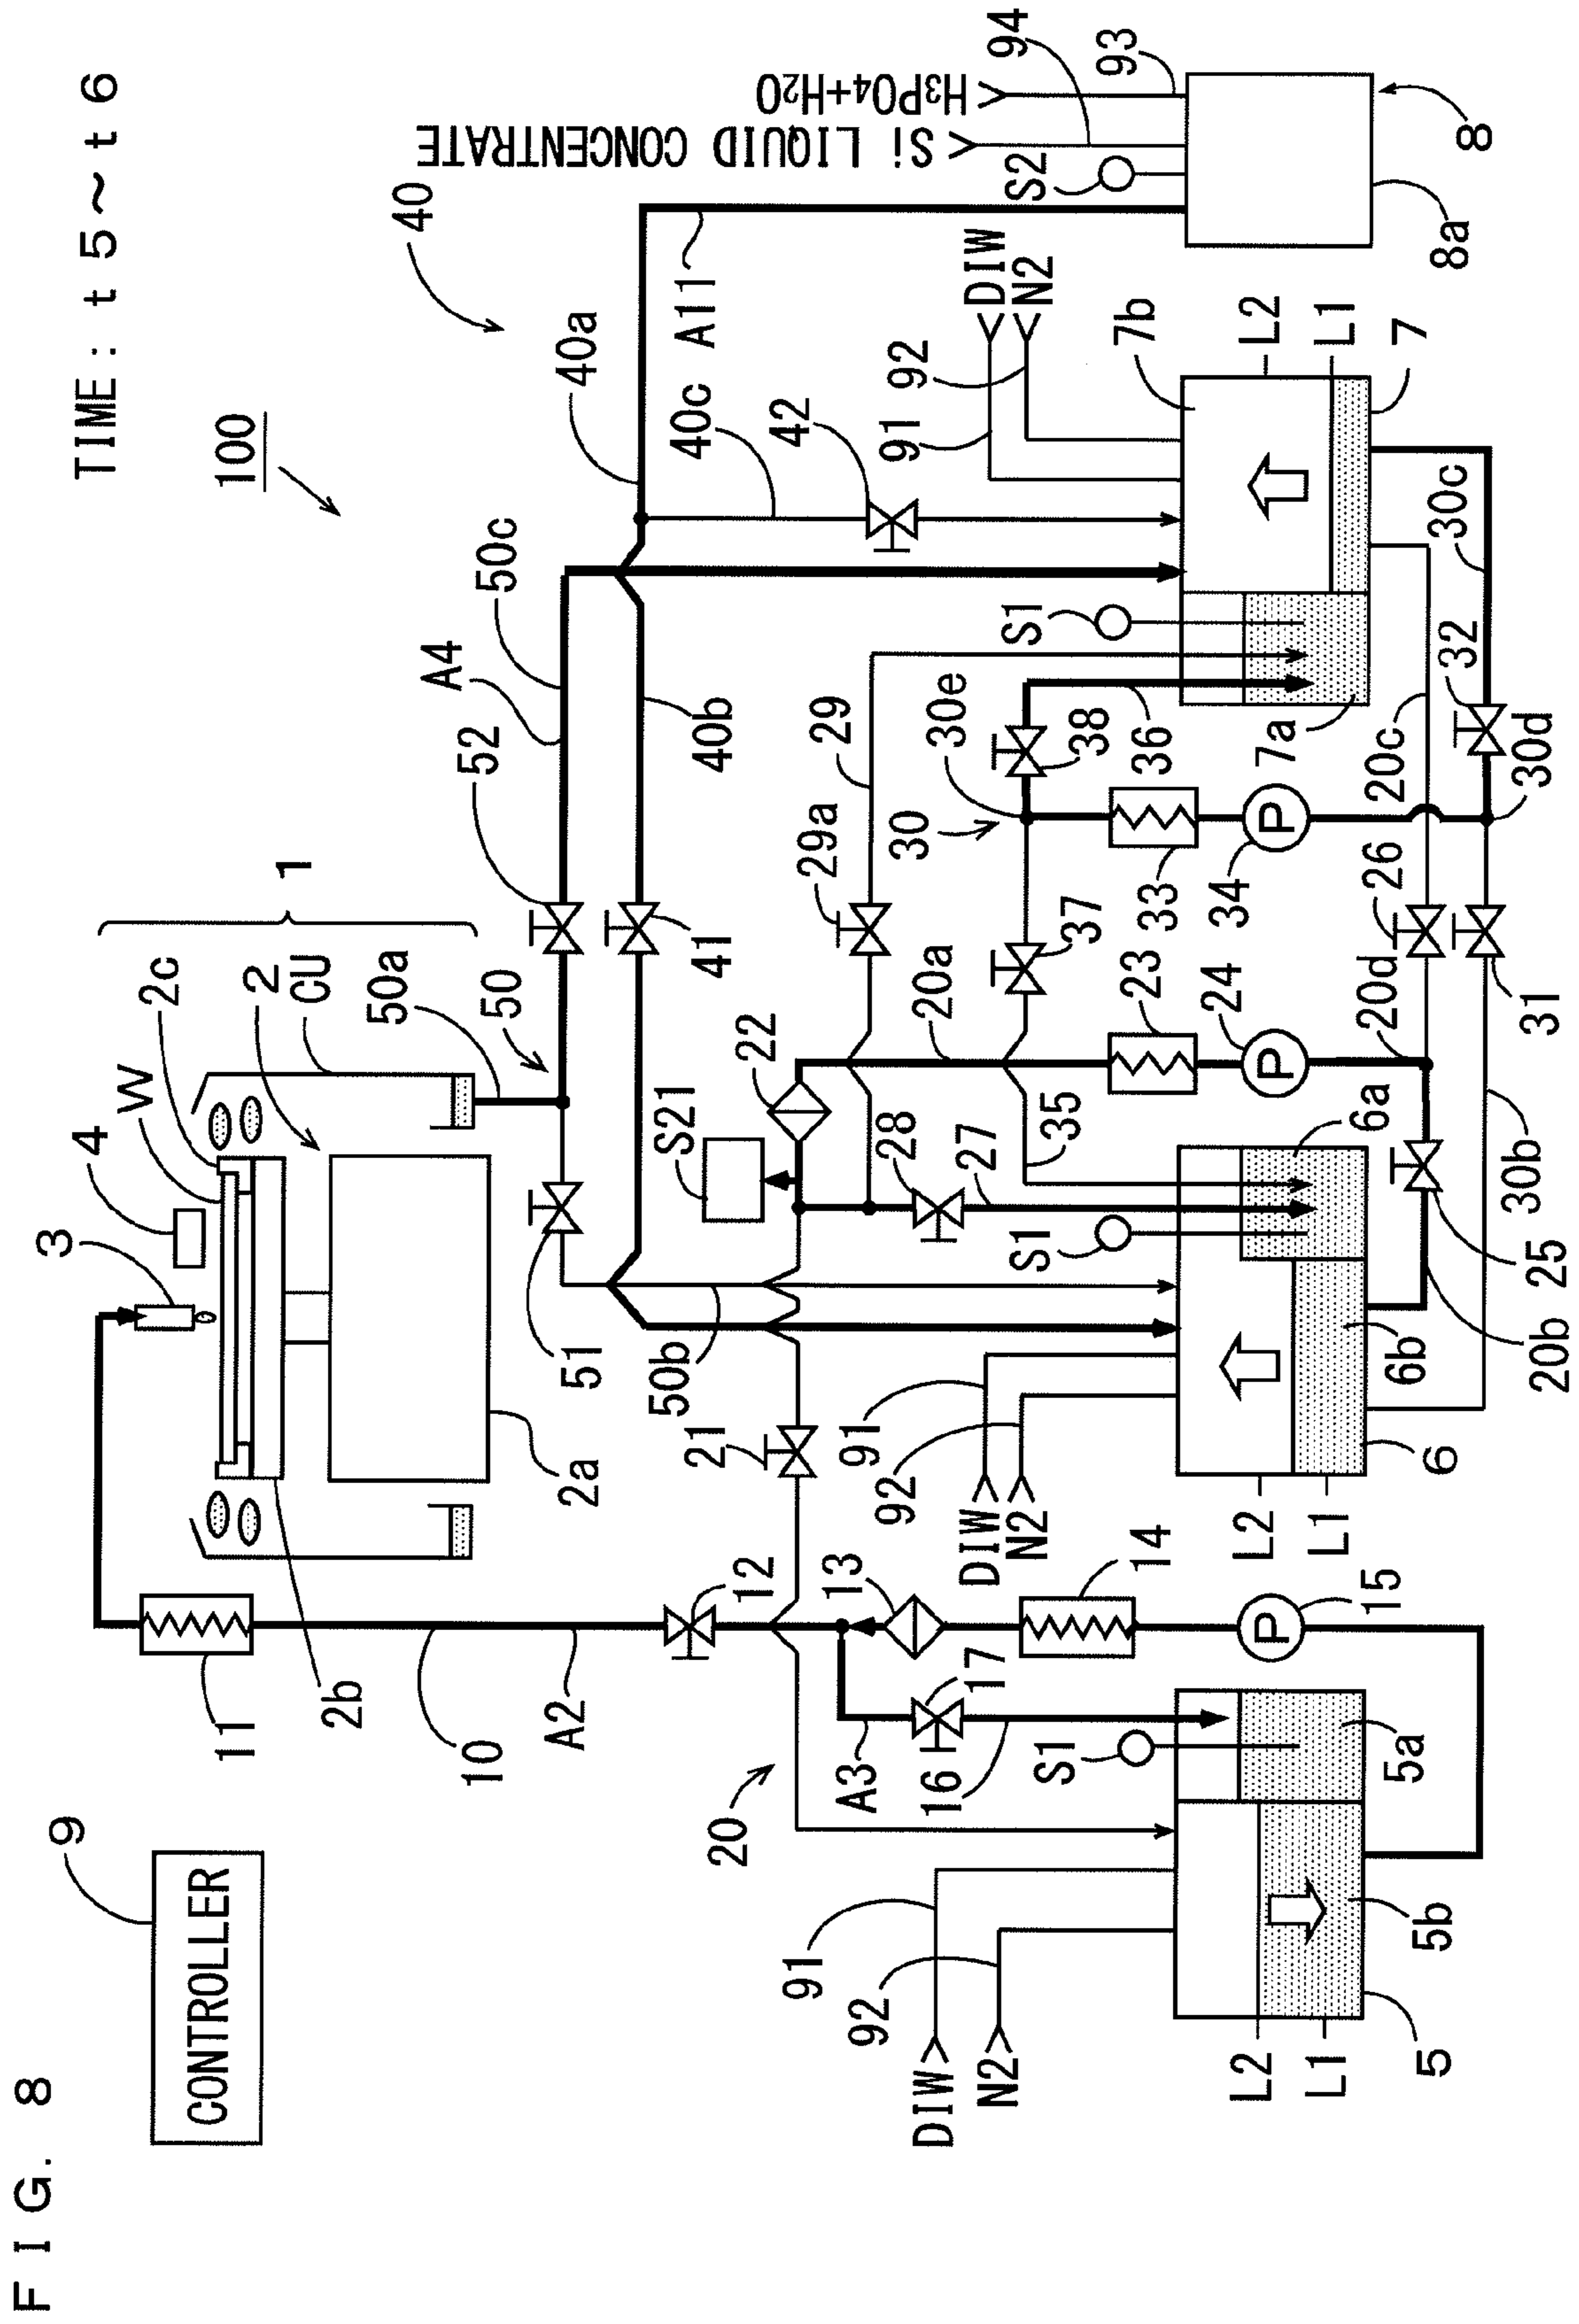 FIG. 8
TIME : t5~t6
9
CONTROLLER
3
4
W
2c
1
100
11
2
CU
2b
10
A2
2a
50a
50
51
52
A4
50c
40a
40
50b
S21
41
40b
A11
40c
Si LIQUID CONCENTRATE
H3PO4+H2O
20
12
21
22
29a
29
42
91
92
A3
13
91
92
28
20a
30
30e
91
92
94
93
DIW
N2
16
17
DIW
N2
27
35
37
38
DIW
N2
S1
14
S1
23
33
36
S1
S2
7b
L2
L1
15
L2
L1
24
34
7a
L2
L1
P
P
P
5
5b
5a
6
6b
6a
20d
26
20c
7
8a
8
20b
25
30b
31
30d
32
30c